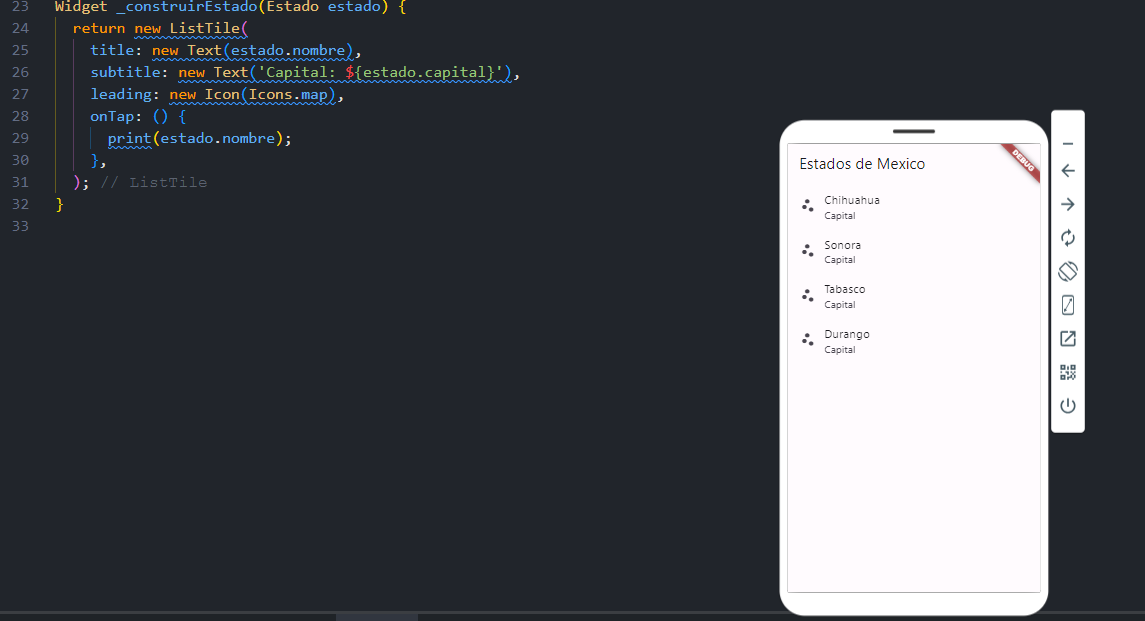 23 Widget _construirEstado(Estado estado) {
24 return new ListTile(
25 title: new Text(estado.nombre),
26 subtitle: new Text('Capital: ${estado.capital}'),
27 leading: new Icon(Icons.map),
28 onTap: () {
29 print(estado.nombre);
30 },
31 ); // ListTile
32 }
33
DEBUG
Estados de Mexico
Chihuahua
Capital
Sonora
Capital
Tabasco
Capital
Durango
Capital